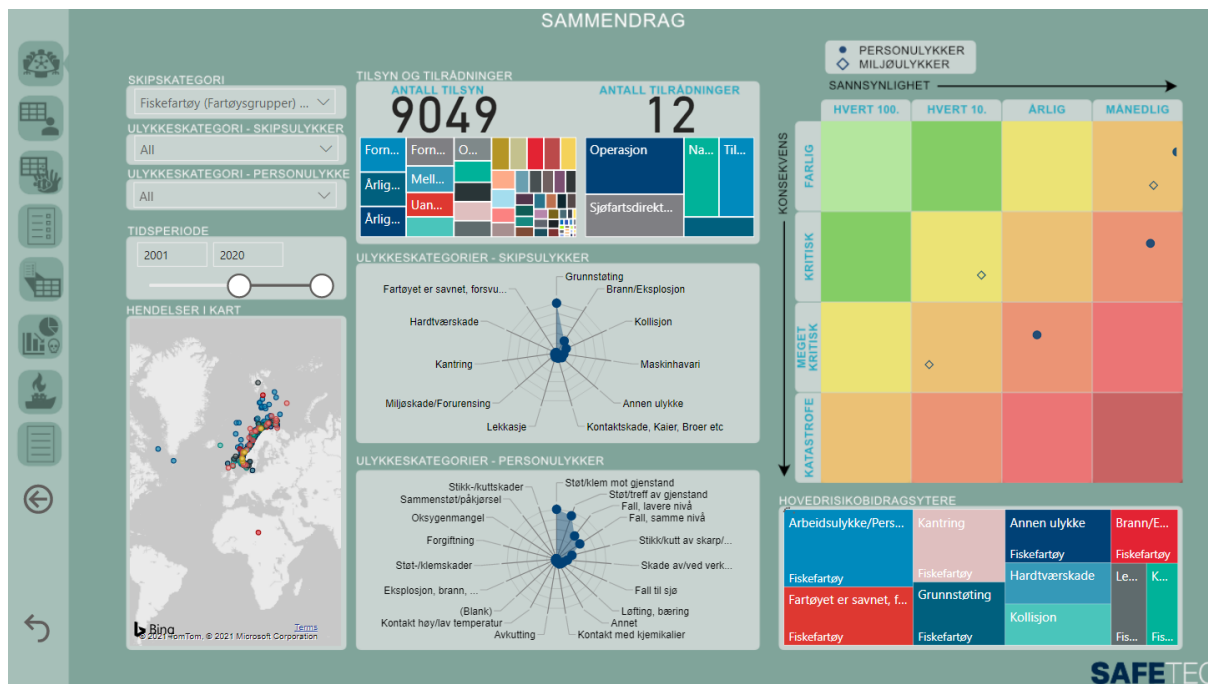 SAMMENDRAG
PERSONULYKKER
MILJØULYKKER
SKIPSKATEGORI
Fiskefartøy (Fartøysgrupper) ...
ULYKKESKATEGORI - SKIPSULYKKER
All
ULYKKESKATEGORI - PERSONULYKKE
All
TIDSPERIODE
2001 2020
HENDELSER I KART
Bing
© 2021 TomTom, © 2021 Microsoft Corporation
Terms
TILSYN OG TILRÅDNINGER
ANTALL TILSYN
9049
Forn...
Forn...
O...
Årlig...
Mell...
Uan...
Årlig...
ANTALL TILRÅDNINGER
12
Operasjon
Na...
Til...
Sjøfartsdirekt...
ULYKKESKATEGORIER - SKIPSULYKKER
Grunnstøting
Brann/Eksplosjon
Kollisjon
Maskinhavari
Annen ulykke
Kontaktskade, Kaier, Broer etc
Lekkasje
Miljøskade/Forurensing
Kantring
Hardtværskade
Fartøyet er savnet, forsvu...
ULYKKESKATEGORIER - PERSONULYKKER
Støt/klem mot gjenstand
Støt/treff av gjenstand
Fall, lavere nivå
Fall, samme nivå
Stikk/kutt av skarp/...
Skade av/ved verk...
Fall til sjø
Løfting, bæring
Annet
Kontakt med kjemikalier
Avkutting
Kontakt høy/lav temperatur
(Blank)
Eksplosjon, brann, ...
Støt-/klemskader
Forgiftning
Oksygenmangel
Sammenstøt/påkjørsel
Stikk-/kuttskader
SANNSYNLIGHET
HVERT 100. HVERT 10. ÅRLIG MÅNEDLIG
KONSEKVENS
FARLIG
KRITISK
MEGET
KRITISK
KATASTROFE
HOVEDRISIKOBIDRAGSYTERE
Arbeidsulykke/Pers...
Fiskefartøy
Fartøyet er savnet, f...
Fiskefartøy
Kantring
Fiskefartøy
Grunnstøting
Fiskefartøy
Annen ulykke
Fiskefartøy
Hardtværskade
Kollisjon
Brann/E...
Fiskefartøy
Le...
Fis...
K...
Fis...
SAFETEC